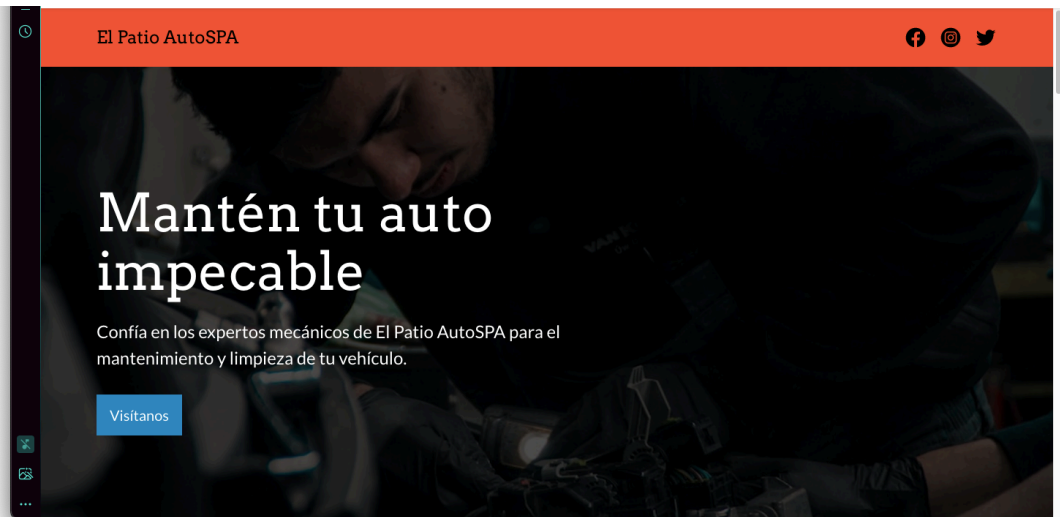 El Patio AutoSPA
Mantén tu auto
impecable
Confía en los expertos mecánicos de El Patio AutoSPA para el
mantenimiento y limpieza de tu vehículo.
Visítanos